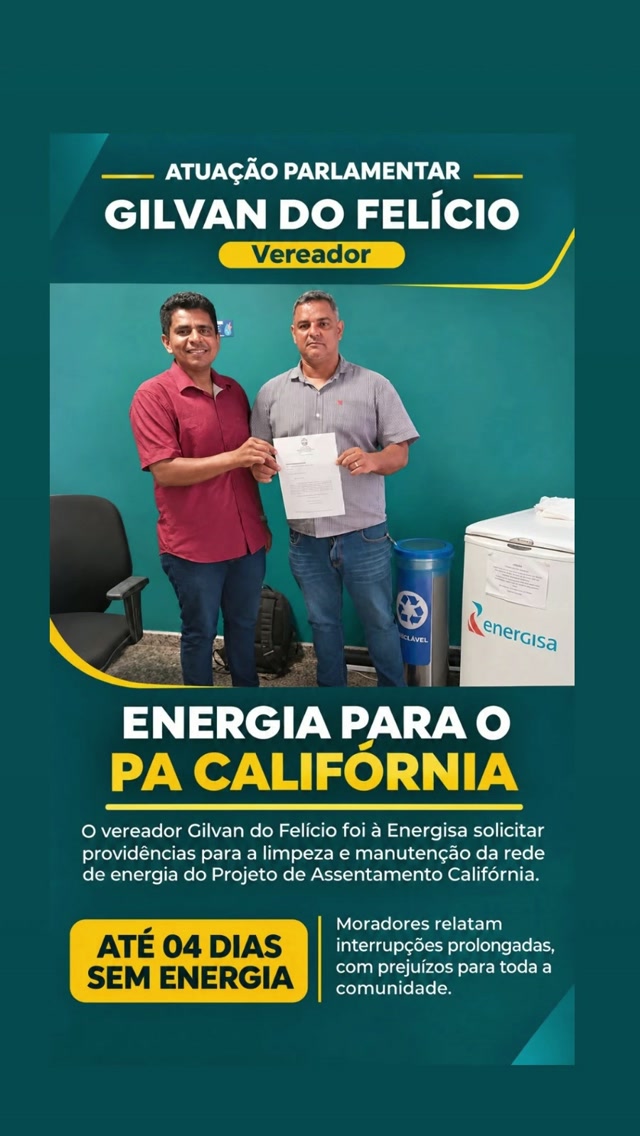 ATUAÇÃO PARLAMENTAR
GILVAN DO FELÍCIO
Vereador
energisa
ENERGIA PARA O
PA CALIFÓRNIA
O vereador Gilvan do Felício foi à Energisa solicitar
providências para a limpeza e manutenção da rede
de energia do Projeto de Assentamento Califórnia.
ATÉ 04 DIAS
SEM ENERGIA
Moradores relatam
interrupções prolongadas,
com prejuízos para toda a
comunidade.